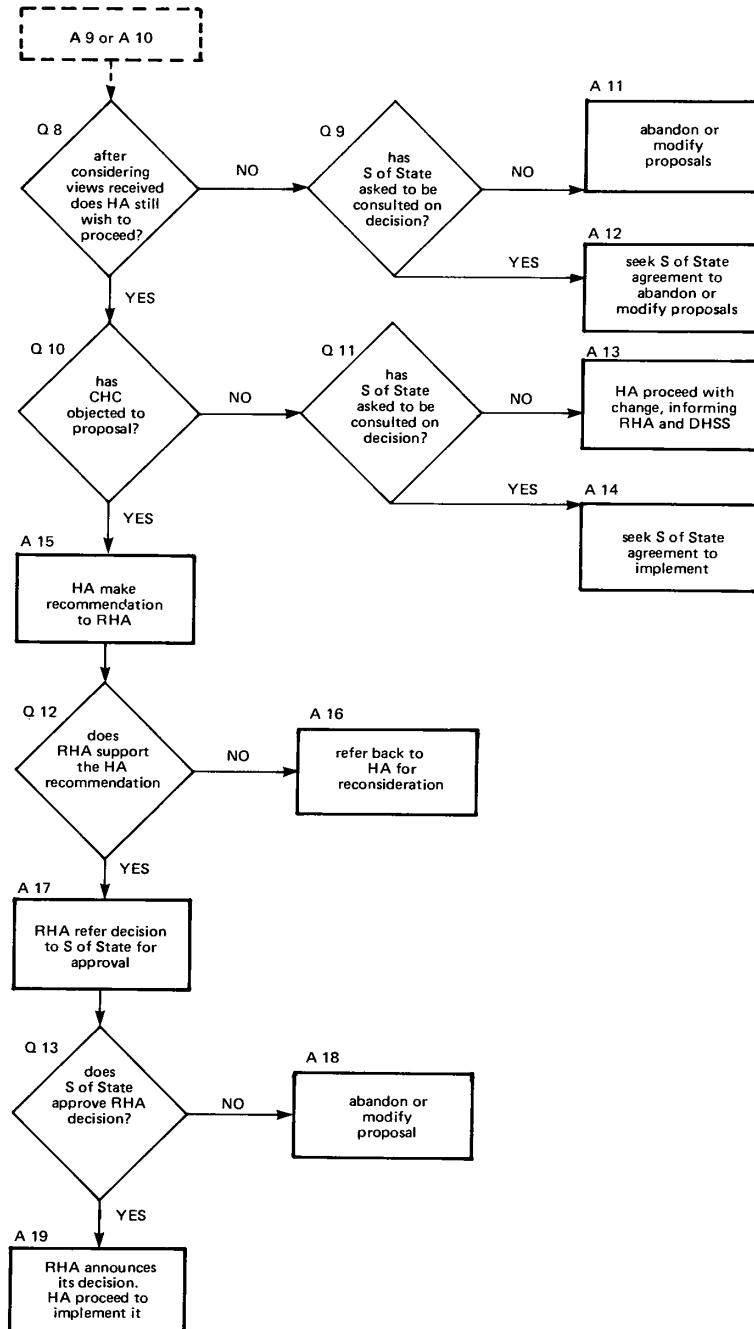 A 9 or A 10
Q 8
after
considering
views received
does HA still
wish to
proceed?
NO
Q 9
has
S of State
asked to be
consulted on
decision?
NO
A 11
abandon or
modify
proposals
YES
A 12
seek S of State
agreement to
abandon or
modify proposals
YES
Q 10
has
CHC
objected to
proposal?
NO
Q 11
has
S of State
asked to be
consulted on
decision?
NO
A 13
HA proceed with
change, informing
RHA and DHSS
YES
A 14
seek S of State
agreement to
implement
YES
A 15
HA make
recommendation
to RHA
Q 12
does
RHA support
the HA
recommendation
NO
A 16
refer back to
HA for
reconsideration
YES
A 17
RHA refer decision
to S of State for
approval
Q 13
does
S of State
approve RHA
decision?
NO
A 18
abandon or
modify
proposal
YES
A 19
RHA announces
its decision.
HA proceed to
implement it